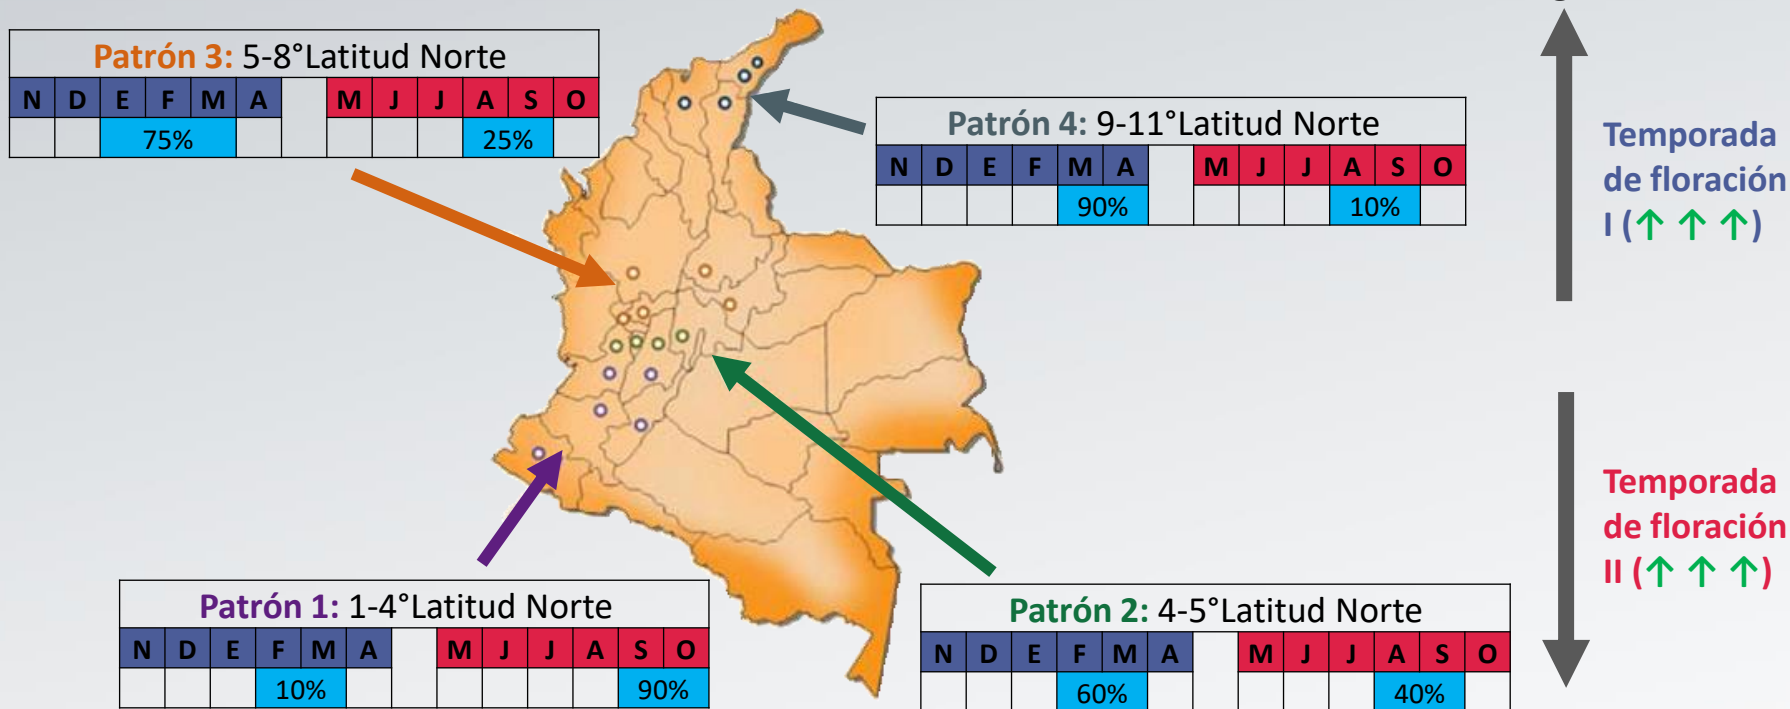 Patrón 3: 5-8°Latitud Norte
N D E F M A M J J A S O
75% 25%
Patrón 4: 9-11°Latitud Norte
N D E F M A M J J A S O
90% 10%
Temporada
de floración
I (↑ ↑ ↑)
Temporada
de floración
II (↑ ↑ ↑)
Patrón 1: 1-4°Latitud Norte
N D E F M A M J J A S O
10% 90%
Patrón 2: 4-5°Latitud Norte
N D E F M A M J J A S O
60% 40%